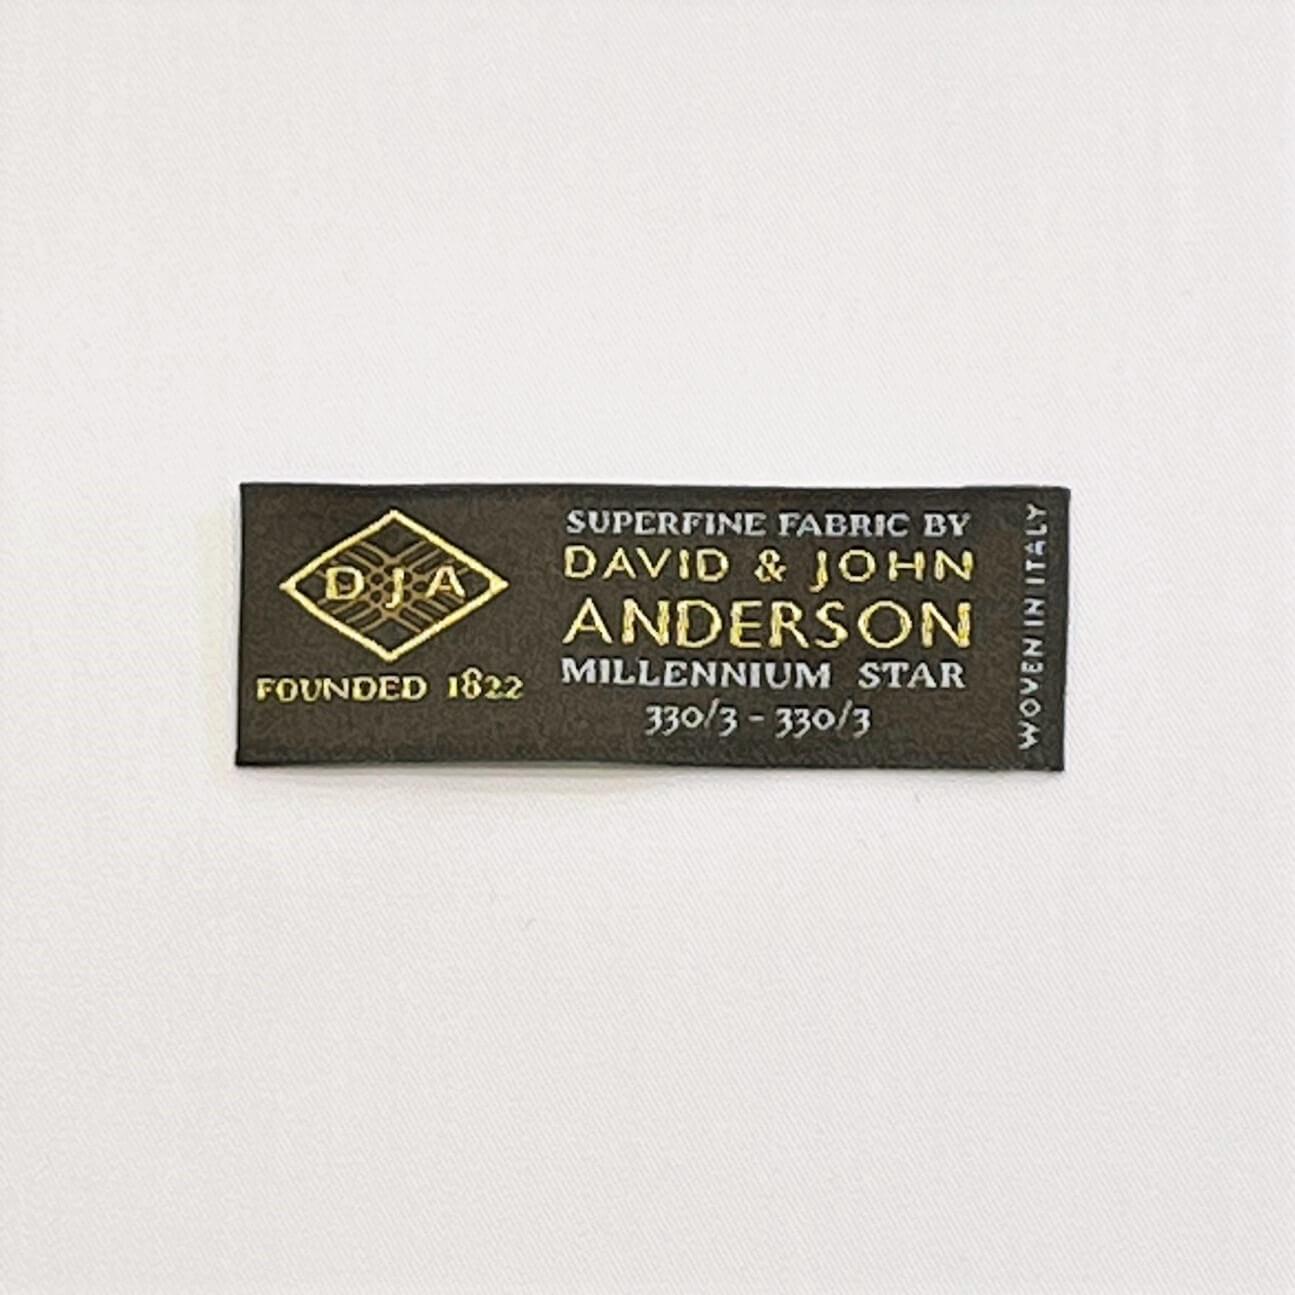 DJA
FOUNDED 1822
SUPERFINE FABRIC BY
DAVID & JOHN
ANDERSON
MILLENNIUM STAR
330/3 - 330/3
WOVEN IN ITALY